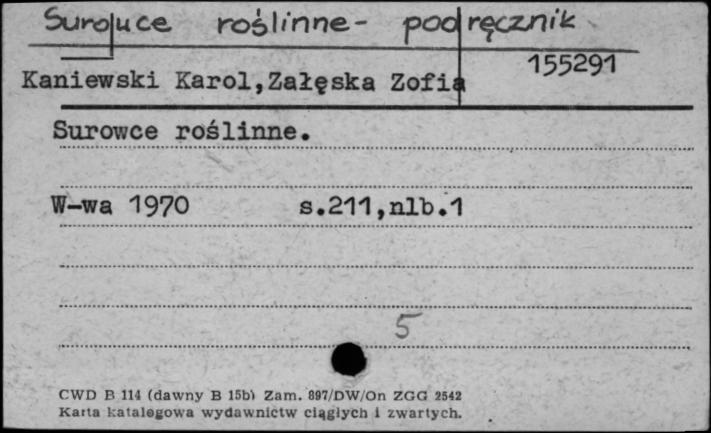 Surowce roślinne - podręcznik
155291
Kaniewski Karol,Załęska Zofia
Surowce roślinne.
W-wa 1970 s.211,nlb.1
5
CWD B 114 (dawny B 15b) Zam. 897/DW/On ZGG 2542
Karta katalogowa wydawnictw ciągłych i zwartych.